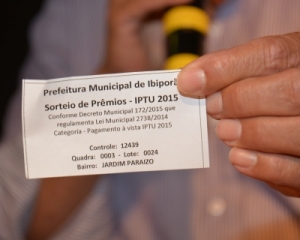 Prefeitura Municipal de Ibiporã
Sorteio de Prêmios - IPTU 2015
Conforme Decreto Municipal 172/2015 que
regulamenta Lei Municipal 2738/2014
Categoria - Pagamento à vista IPTU 2015
Controle: 12439
Quadra: 0003 - Lote: 0024
Bairro: JARDIM PARAIZO